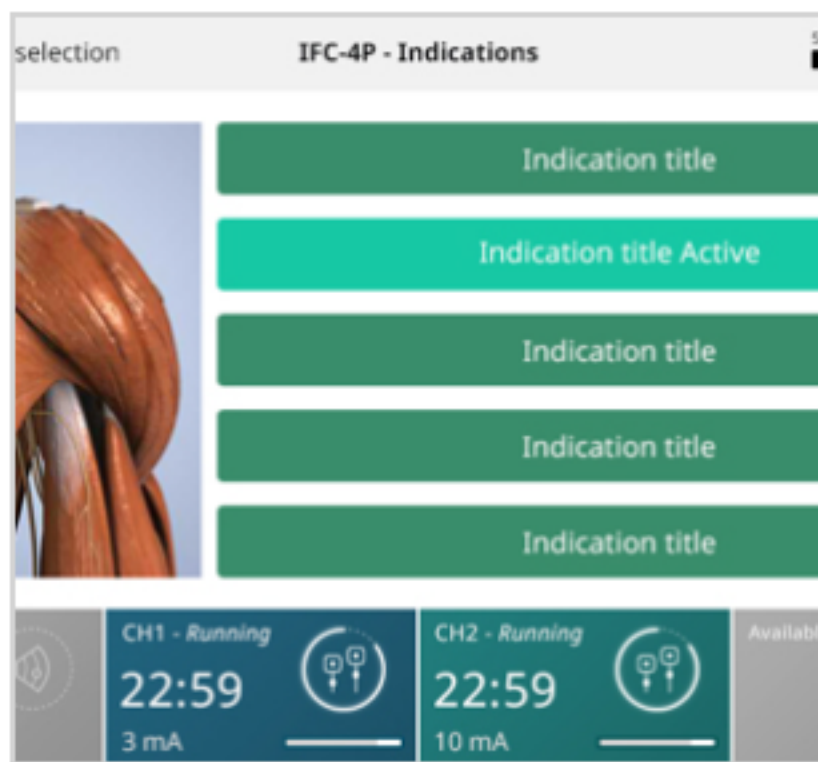 selection
IFC-4P - Indications
Indication title
Indication title Active
Indication title
Indication title
Indication title
CH1 - Running
22:59
3 mA
CH2 - Running
22:59
10 mA
Availabl